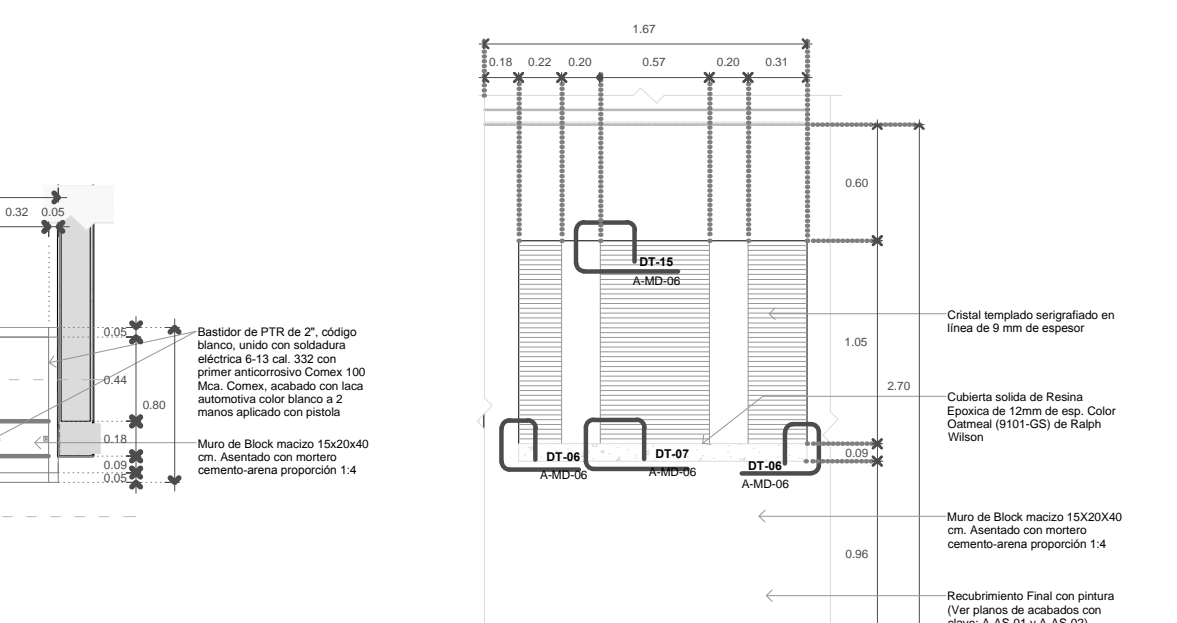 1.67
0.18 0.22 0.20 0.57 0.20 0.31
0.60
0.32 0.05
DT-15
A-MD-06
0.05
Bastidor de PTR de 2", código
blanco, unido con soldadura
eléctrica 6-13 cal. 332 con
primer anticorrosivo Comex 100
Mca. Comex, acabado con laca
automotiva color blanco a 2
manos aplicado con pistola
0.44
0.80
0.18
Muro de Block macizo 15x20x40
cm. Asentado con mortero
cemento-arena proporción 1:4
0.09
0.05
Cristal templado serigrafiado en
línea de 9 mm de espesor
1.05
2.70
Cubierta solida de Resina
Epoxica de 12mm de esp. Color
Oatmeal (9101-GS) de Ralph
Wilson
0.09
DT-06
A-MD-06
DT-07
A-MD-06
DT-06
A-MD-06
Muro de Block macizo 15X20X40
cm. Asentado con mortero
cemento-arena proporción 1:4
0.96
Recubrimiento Final con pintura
(Ver planos de acabados con
clave: A-AS-01 y A-AS-02)